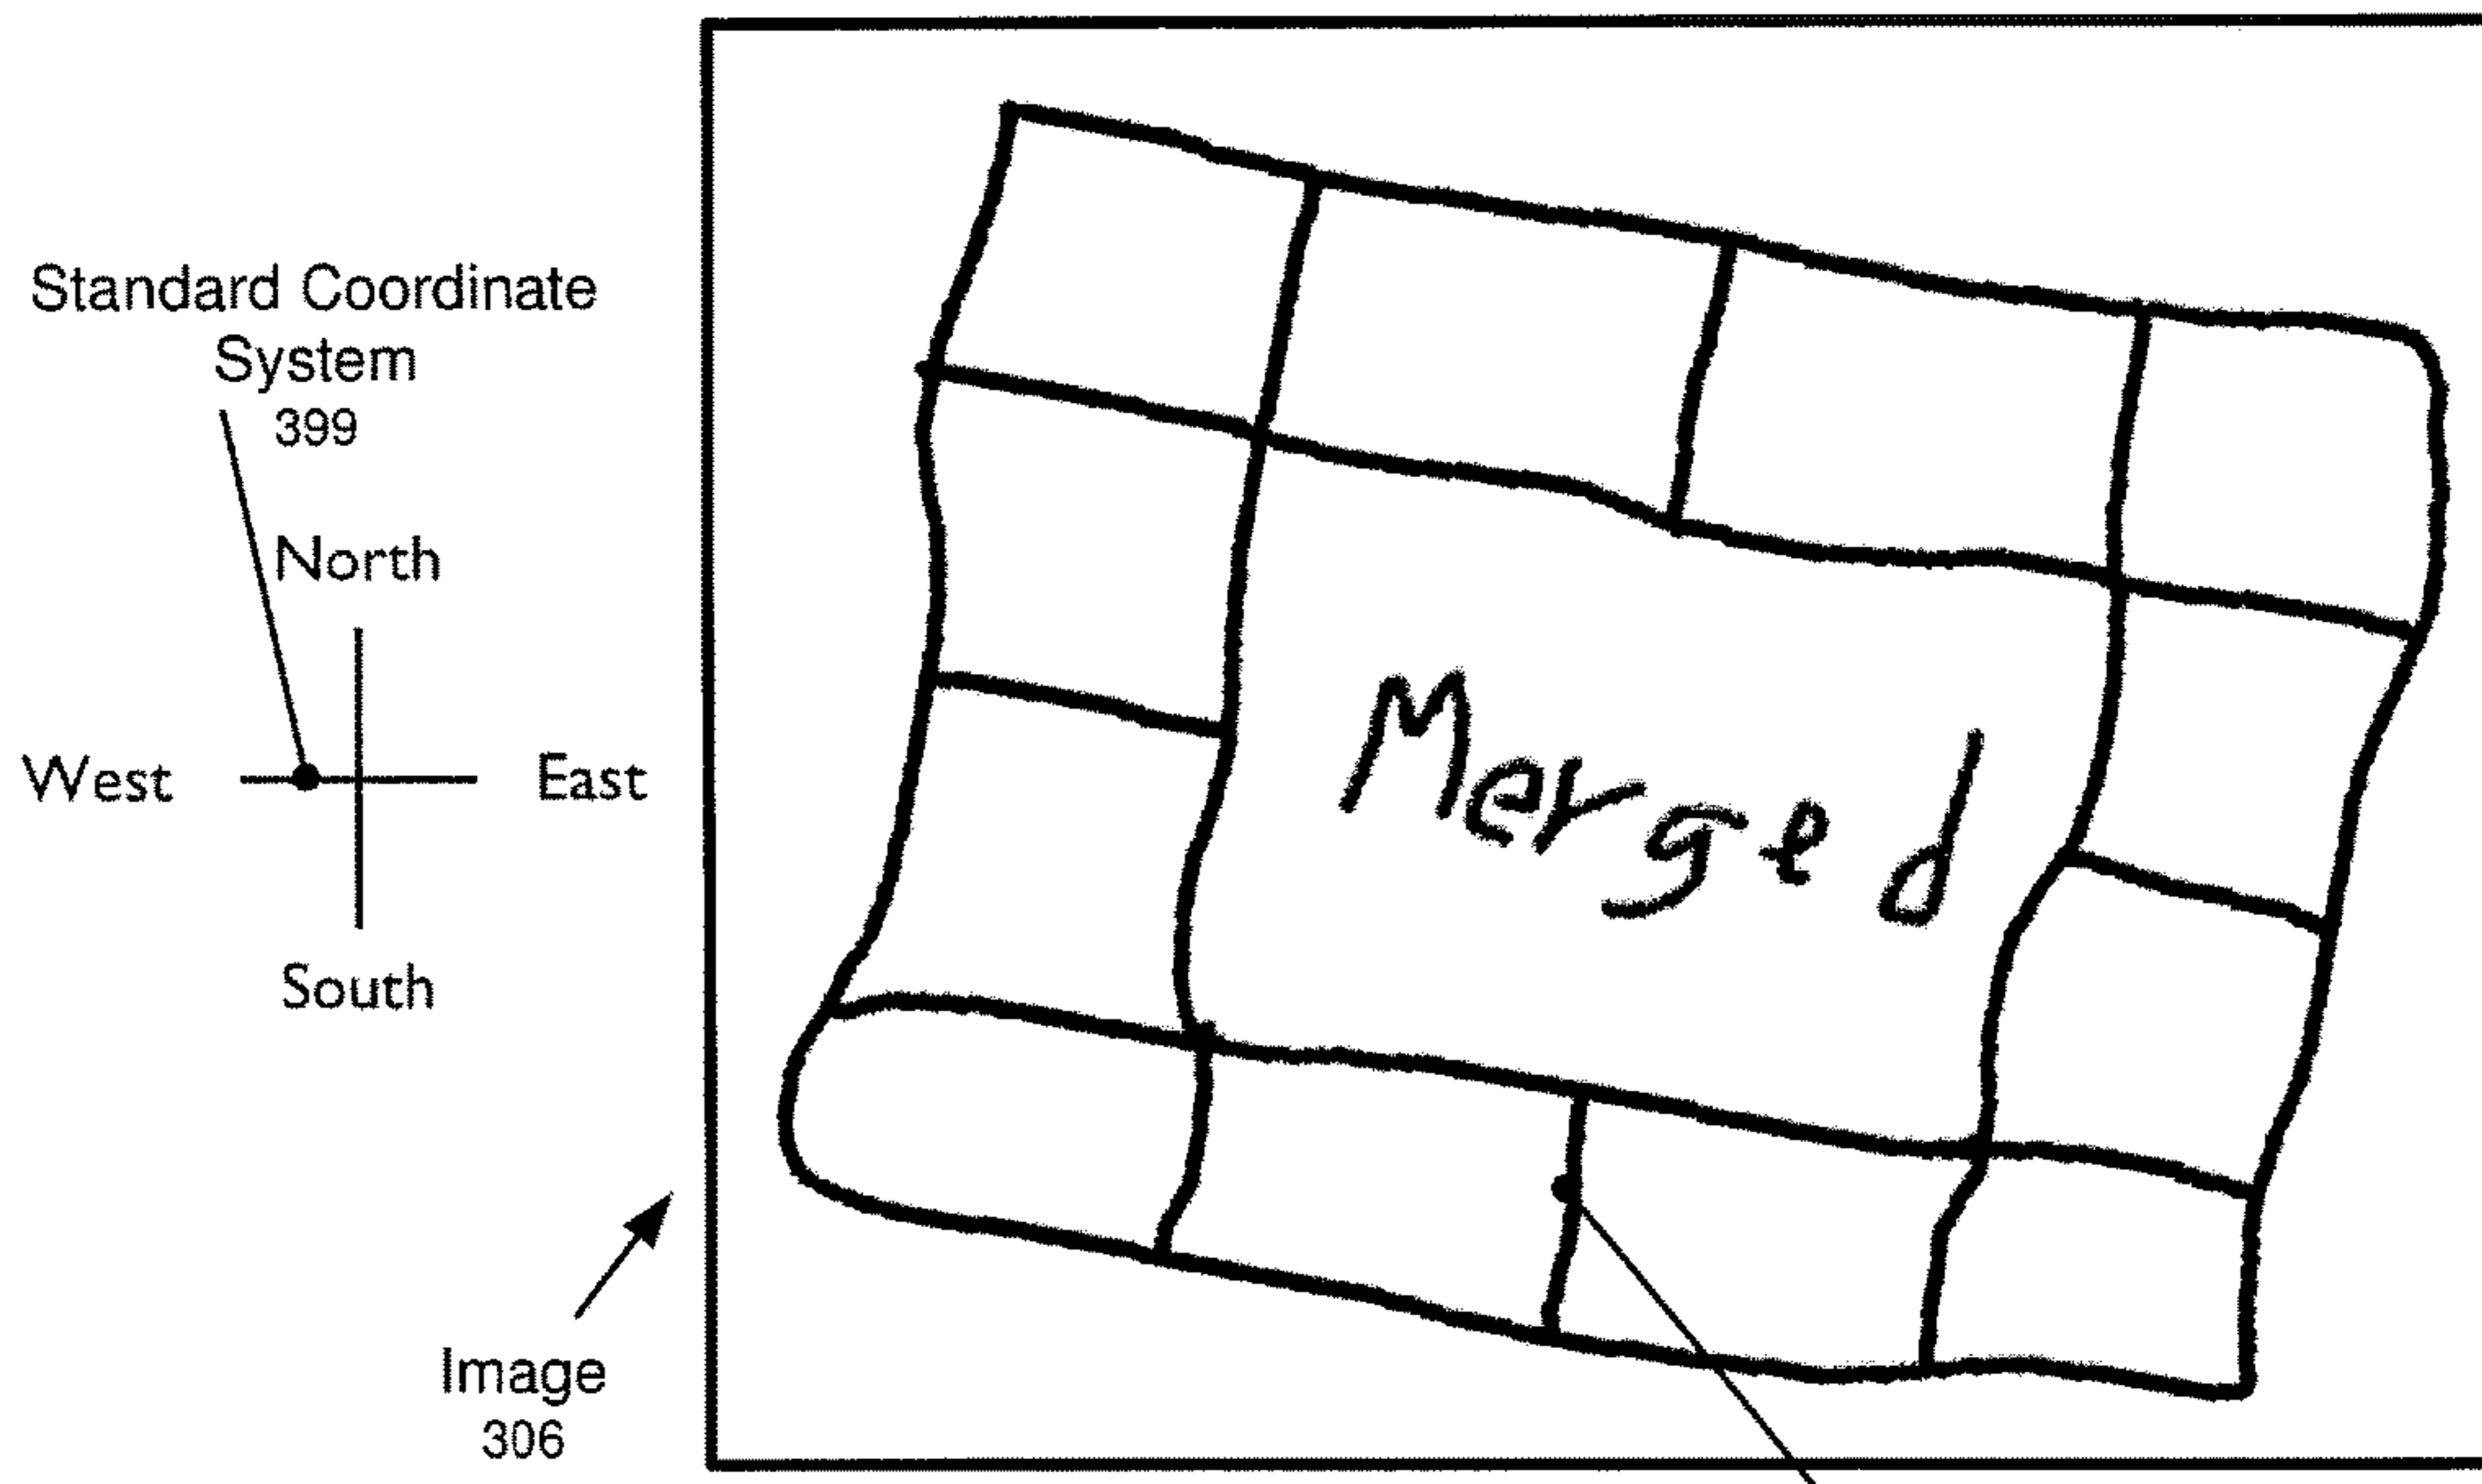 Standard Coordinate
System
399
North
West
East
South
Merged
Image
306